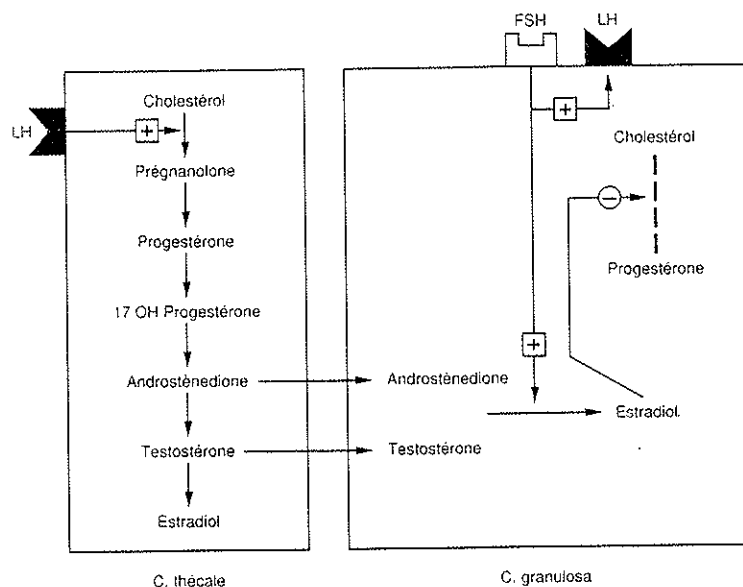 FSH
LH
LH
+
Cholestérol
Prégnanolone
Progestérone
17 OH Progestérone
Androstènedione
Testostérone
Estradiol
+
Cholestérol
−
Progestérone
+
Androstènedione
Estradiol.
Testostérone
C. thécale
C. granulosa